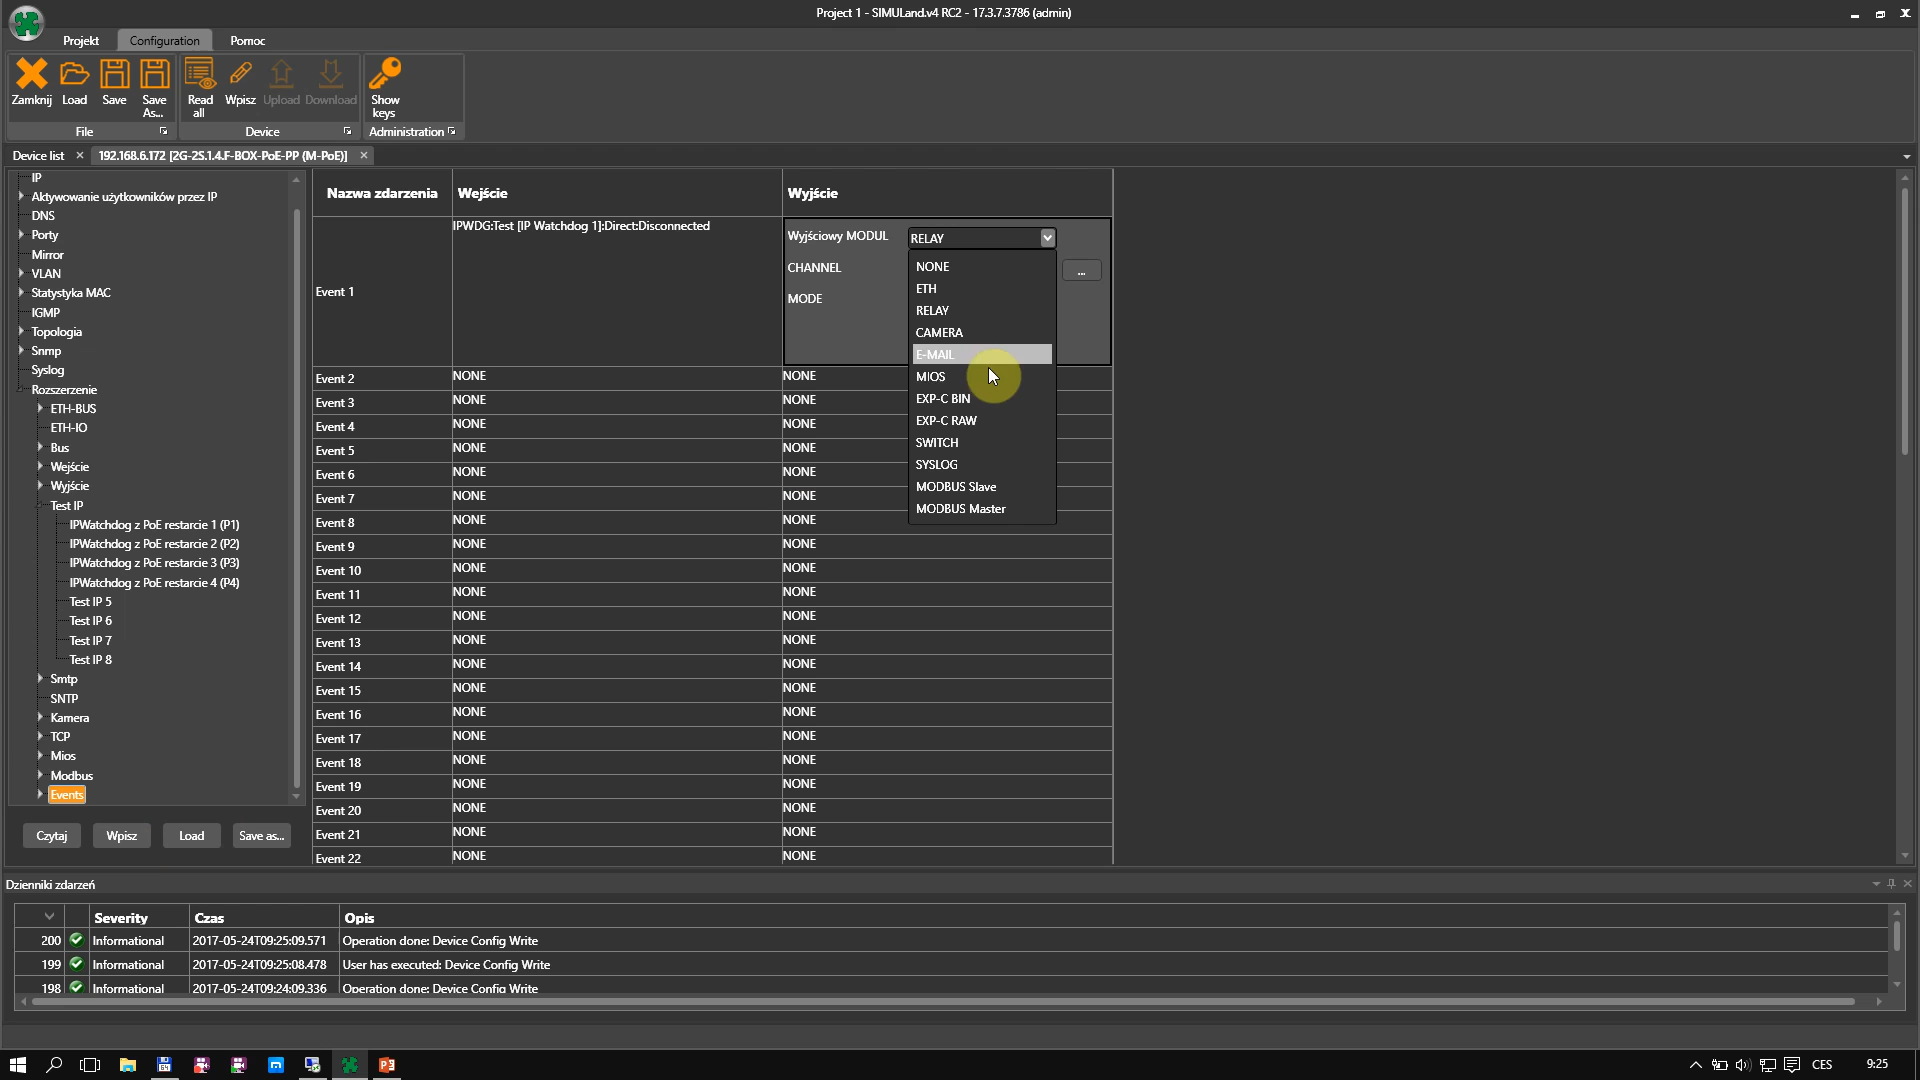 Project 1 - SIMULand.v4 RC2 - 17.3.7.3786 (admin)
Projekt
Configuration
Pomoc
Zamknij
Load
Save
Save As...
Read all
Wpisz
Upload
Download
Show keys
File
Device
Administration
Device list
192.168.6.172 [2G-2S.1.4.F-BOX-PoE-PP (M-PoE)]
IP
Aktywowanie użytkowników przez IP
DNS
Porty
Mirror
VLAN
Statystyka MAC
IGMP
Topologia
Snmp
Syslog
Rozszerzenie
ETH-BUS
ETH-IO
Bus
Wejście
Wyjście
Test IP
IPWatchdog z PoE restarcie 1 (P1)
IPWatchdog z PoE restarcie 2 (P2)
IPWatchdog z PoE restarcie 3 (P3)
IPWatchdog z PoE restarcie 4 (P4)
Test IP 5
Test IP 6
Test IP 7
Test IP 8
Smtp
SNTP
Kamera
TCP
Mios
Modbus
Events
Czytaj
Wpisz
Load
Save as...
Nazwa zdarzenia Wejście Wyjście
Event 1 IPWDG:Test [IP Watchdog 1]:Direct:Disconnected
Wyjściowy MODUL RELAY
CHANNEL ...
MODE
NONE
ETH
RELAY
CAMERA
E-MAIL
MIOS
EXP-C BIN
EXP-C RAW
SWITCH
SYSLOG
MODBUS Slave
MODBUS Master
Event 2 NONE NONE
Event 3 NONE NONE
Event 4 NONE NONE
Event 5 NONE NONE
Event 6 NONE NONE
Event 7 NONE NONE
Event 8 NONE NONE
Event 9 NONE NONE
Event 10 NONE NONE
Event 11 NONE NONE
Event 12 NONE NONE
Event 13 NONE NONE
Event 14 NONE NONE
Event 15 NONE NONE
Event 16 NONE NONE
Event 17 NONE NONE
Event 18 NONE NONE
Event 19 NONE NONE
Event 20 NONE NONE
Event 21 NONE NONE
Event 22 NONE NONE
Dzienniki zdarzeń
Severity Czas Opis
200 Informational 2017-05-24T09:25:09.571 Operation done: Device Config Write
199 Informational 2017-05-24T09:25:08.478 User has executed: Device Config Write
198 Informational 2017-05-24T09:24:09.336 Operation done: Device Config Write
CES
9:25